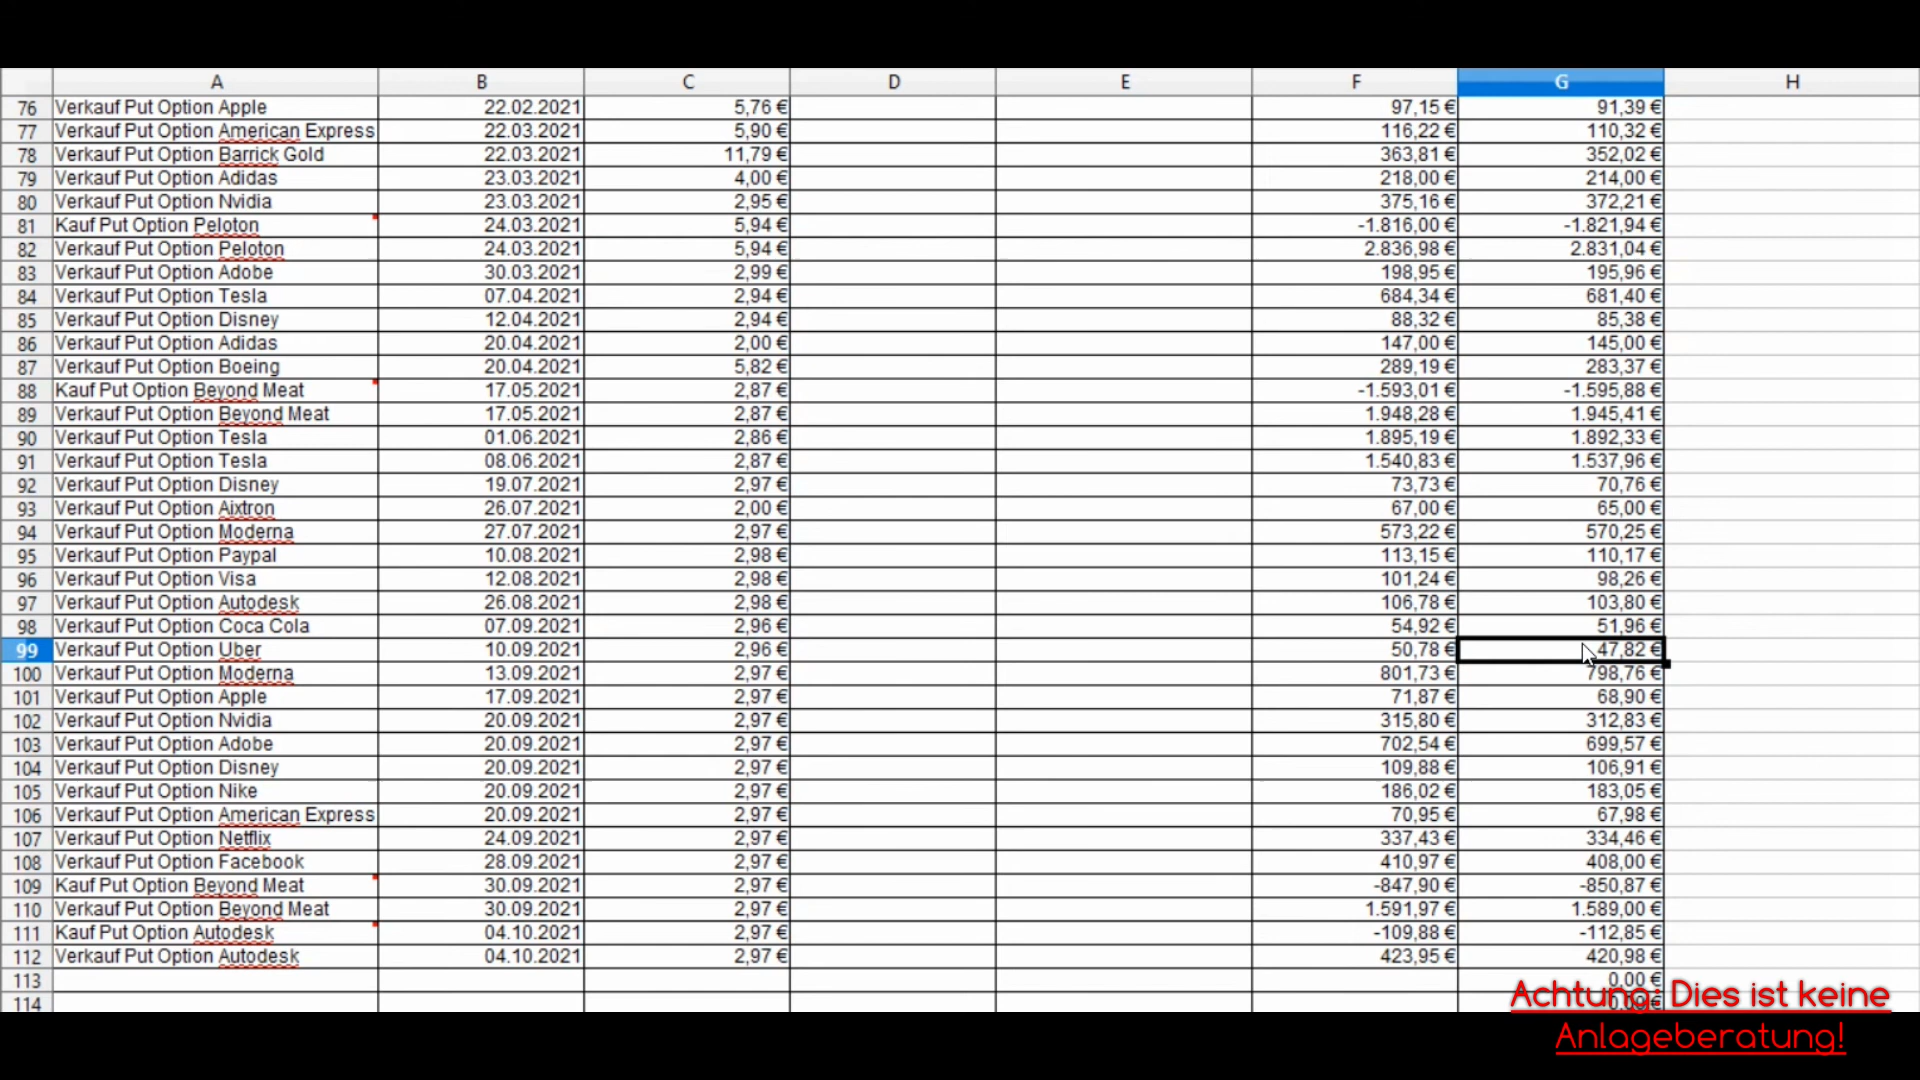 A B C D E F G H
76 Verkauf Put Option Apple 22.02.2021 5,76 € 97,15 € 91,39 €
77 Verkauf Put Option American Express 22.03.2021 5,90 € 116,22 € 110,32 €
78 Verkauf Put Option Barrick Gold 22.03.2021 11,79 € 363,81 € 352,02 €
79 Verkauf Put Option Adidas 23.03.2021 4,00 € 218,00 € 214,00 €
80 Verkauf Put Option Nvidia 23.03.2021 2,95 € 375,16 € 372,21 €
81 Kauf Put Option Peloton 24.03.2021 5,94 € -1.816,00 € -1.821,94 €
82 Verkauf Put Option Peloton 24.03.2021 5,94 € 2.836,98 € 2.831,04 €
83 Verkauf Put Option Adobe 30.03.2021 2,99 € 198,95 € 195,96 €
84 Verkauf Put Option Tesla 07.04.2021 2,94 € 684,34 € 681,40 €
85 Verkauf Put Option Disney 12.04.2021 2,94 € 88,32 € 85,38 €
86 Verkauf Put Option Adidas 20.04.2021 2,00 € 147,00 € 145,00 €
87 Verkauf Put Option Boeing 20.04.2021 5,82 € 289,19 € 283,37 €
88 Kauf Put Option Beyond Meat 17.05.2021 2,87 € -1.593,01 € -1.595,88 €
89 Verkauf Put Option Beyond Meat 17.05.2021 2,87 € 1.948,28 € 1.945,41 €
90 Verkauf Put Option Tesla 01.06.2021 2,86 € 1.895,19 € 1.892,33 €
91 Verkauf Put Option Tesla 08.06.2021 2,87 € 1.540,83 € 1.537,96 €
92 Verkauf Put Option Disney 19.07.2021 2,97 € 73,73 € 70,76 €
93 Verkauf Put Option Aixtron 26.07.2021 2,00 € 67,00 € 65,00 €
94 Verkauf Put Option Moderna 27.07.2021 2,97 € 573,22 € 570,25 €
95 Verkauf Put Option Paypal 10.08.2021 2,98 € 113,15 € 110,17 €
96 Verkauf Put Option Visa 12.08.2021 2,98 € 101,24 € 98,26 €
97 Verkauf Put Option Autodesk 26.08.2021 2,98 € 106,78 € 103,80 €
98 Verkauf Put Option Coca Cola 07.09.2021 2,96 € 54,92 € 51,96 €
99 Verkauf Put Option Uber 10.09.2021 2,96 € 50,78 € 47,82 €
100 Verkauf Put Option Moderna 13.09.2021 2,97 € 801,73 € 798,76 €
101 Verkauf Put Option Apple 17.09.2021 2,97 € 71,87 € 68,90 €
102 Verkauf Put Option Nvidia 20.09.2021 2,97 € 315,80 € 312,83 €
103 Verkauf Put Option Adobe 20.09.2021 2,97 € 702,54 € 699,57 €
104 Verkauf Put Option Disney 20.09.2021 2,97 € 109,88 € 106,91 €
105 Verkauf Put Option Nike 20.09.2021 2,97 € 186,02 € 183,05 €
106 Verkauf Put Option American Express 20.09.2021 2,97 € 70,95 € 67,98 €
107 Verkauf Put Option Netflix 24.09.2021 2,97 € 337,43 € 334,46 €
108 Verkauf Put Option Facebook 28.09.2021 2,97 € 410,97 € 408,00 €
109 Kauf Put Option Beyond Meat 30.09.2021 2,97 € -847,90 € -850,87 €
110 Verkauf Put Option Beyond Meat 30.09.2021 2,97 € 1.591,97 € 1.589,00 €
111 Kauf Put Option Autodesk 04.10.2021 2,97 € -109,88 € -112,85 €
112 Verkauf Put Option Autodesk 04.10.2021 2,97 € 423,95 € 420,98 €
113 0,00 €
114
Achtung: Dies ist keine
Anlageberatung!